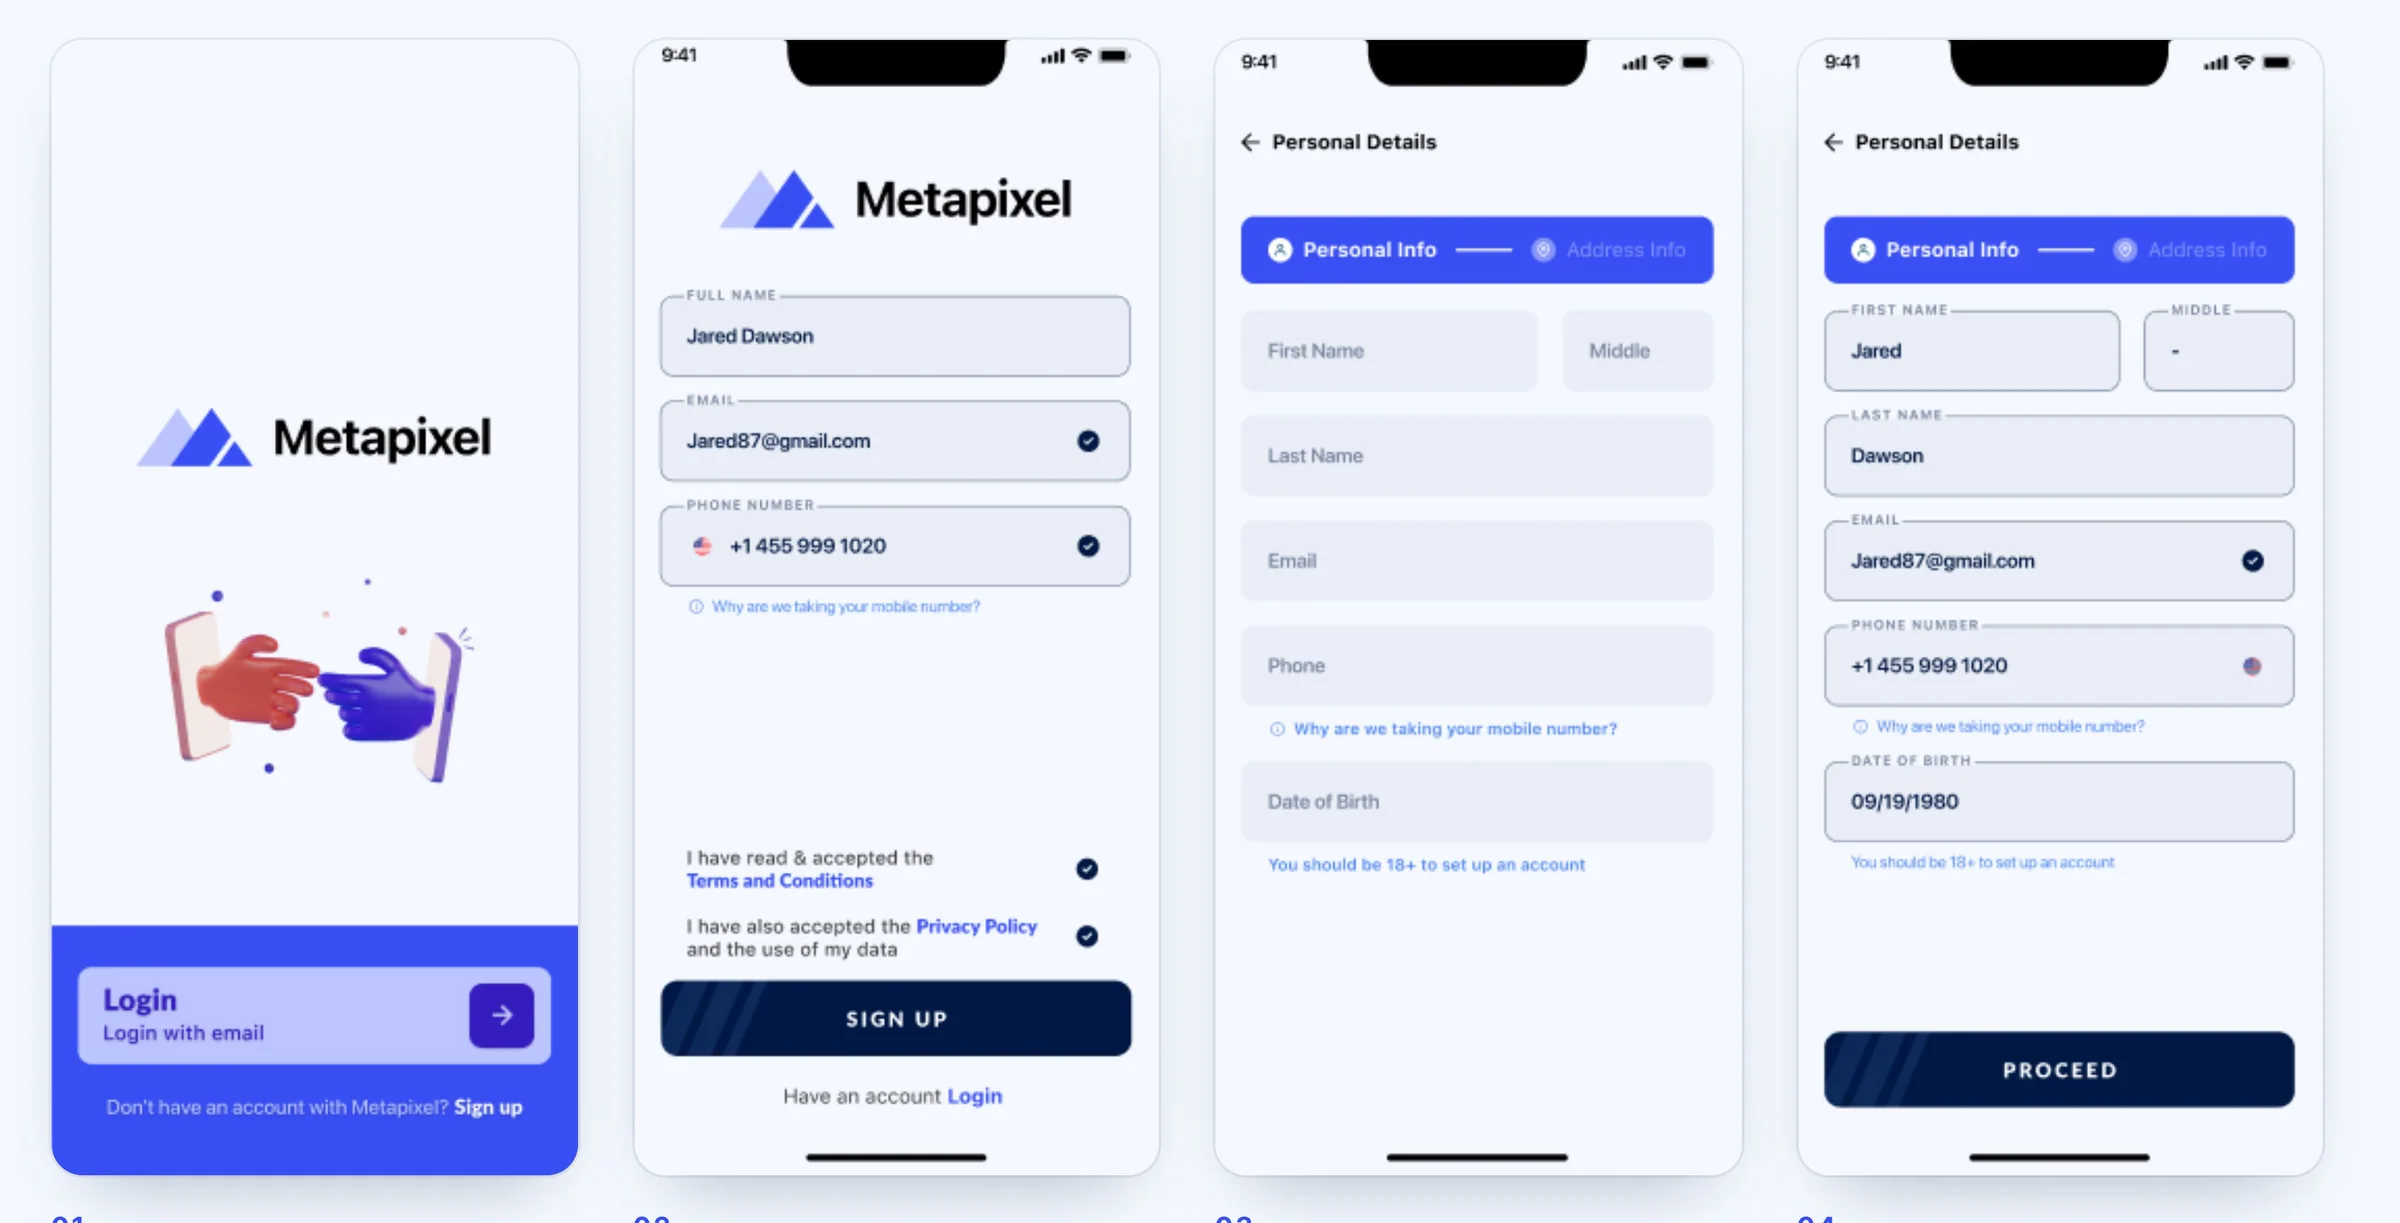 Metapixel
Login
Login with email
Don't have an account with Metapixel? Sign up
9:41
Metapixel
FULL NAME
Jared Dawson
EMAIL
Jared87@gmail.com
PHONE NUMBER
+1 455 999 1020
Why are we taking your mobile number?
I have read & accepted the
Terms and Conditions
I have also accepted the Privacy Policy
and the use of my data
SIGN UP
Have an account Login
9:41
Personal Details
Personal Info
Address Info
First Name
Middle
Last Name
Email
Phone
Why are we taking your mobile number?
Date of Birth
You should be 18+ to set up an account
9:41
Personal Details
Personal Info
Address Info
FIRST NAME
Jared
MIDDLE
-
LAST NAME
Dawson
EMAIL
Jared87@gmail.com
PHONE NUMBER
+1 455 999 1020
Why are we taking your mobile number?
DATE OF BIRTH
09/19/1980
You should be 18+ to set up an account
PROCEED